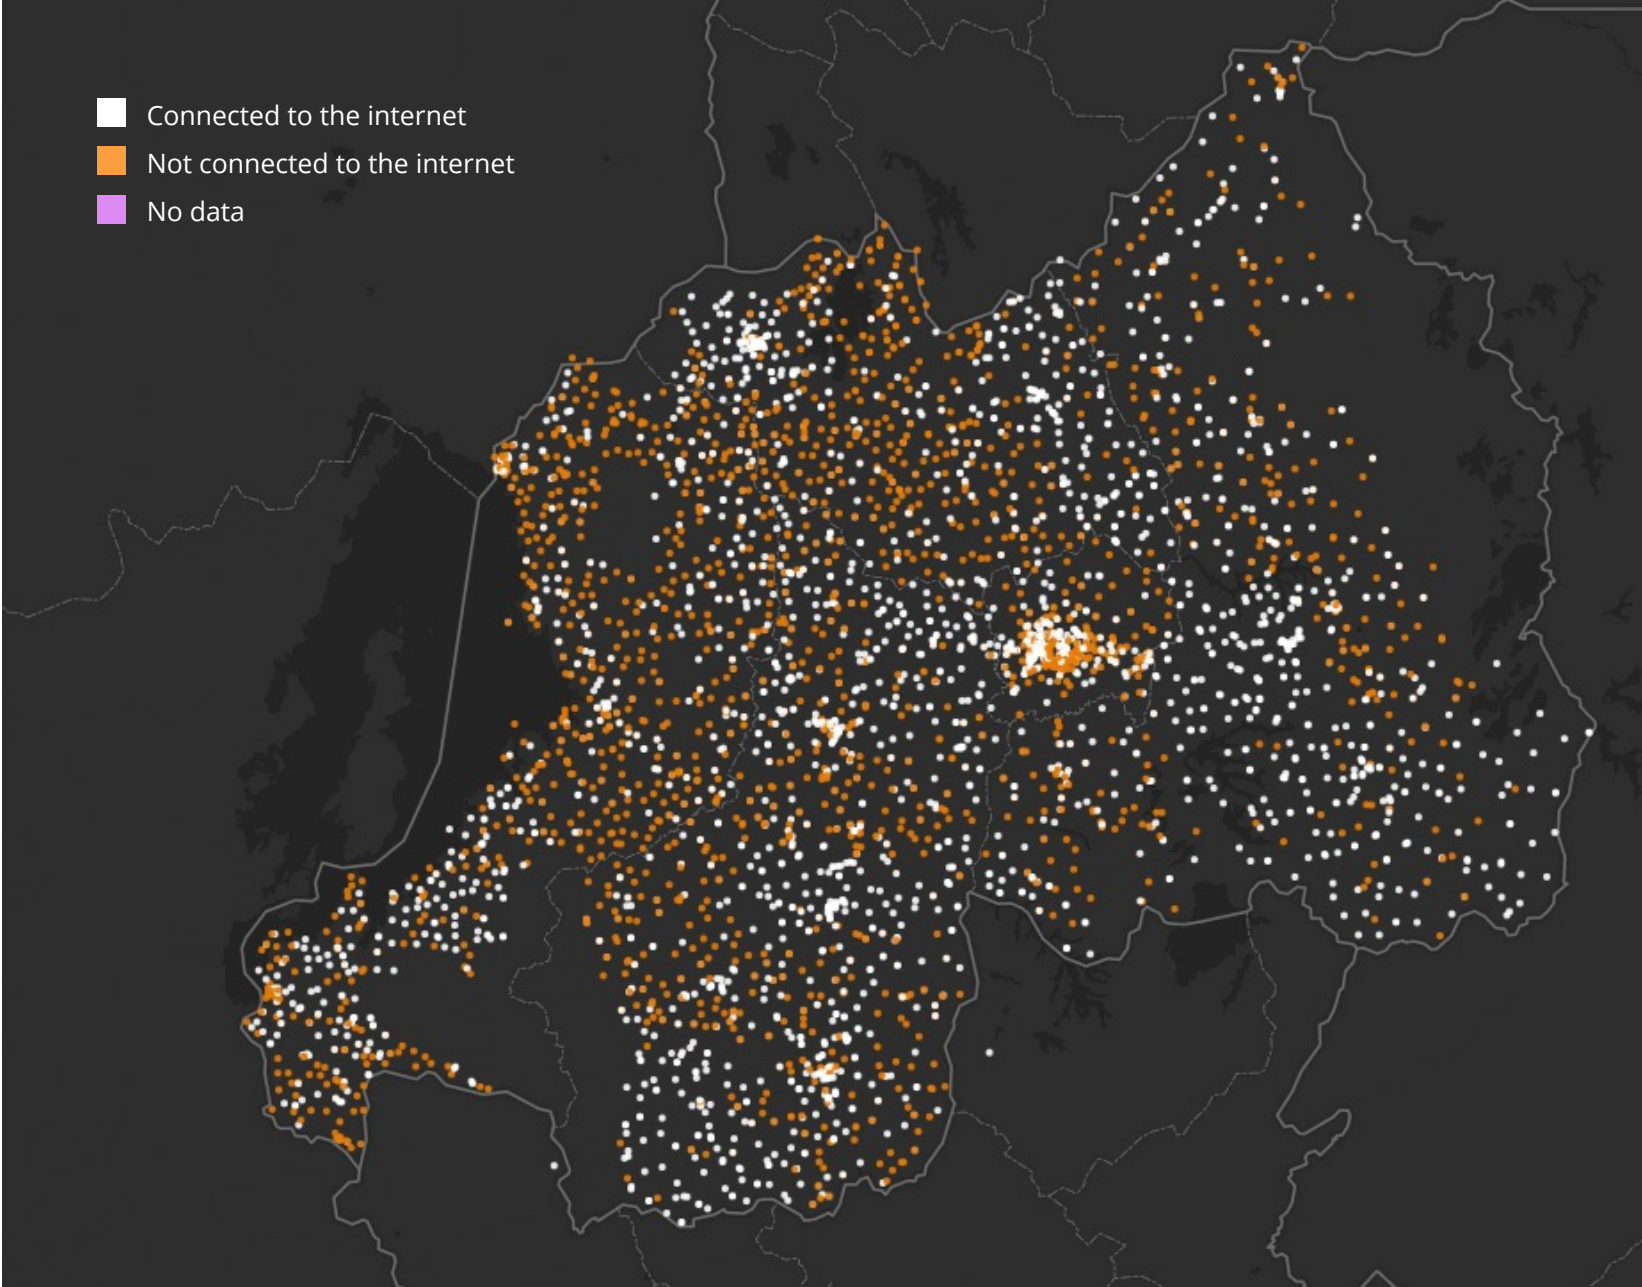 Connected to the internet
Not connected to the internet
No data